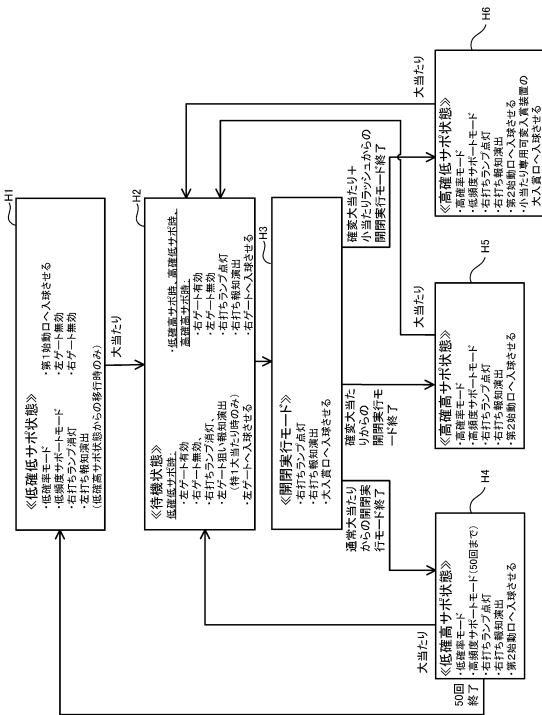 H1
≪低確低サポ状態≫
・低確率モード
・低頻度サポートモード
・右打ちランプ消灯
・左打ち報知演出
(低確高サポ状態からの移行時のみ)
・第1始動口へ入球させる
・左ゲート無効
・右ゲート無効
大当たり
H2
≪待機状態≫
低確低サポ時:
・左ゲート有効
・右ゲート無効、
・右打ちランプ消灯、
・左ゲート狙い報知演出
(特1大当たり時のみ)
・左ゲートへ入球させる
・低確高サポ時、高確低サポ時、
高確高サポ時:
・右ゲート有効
・左ゲート無効
・右打ちランプ点灯
・右打ち報知演出
・右ゲートへ入球させる
H3
≪開閉実行モード≫
・右打ちランプ点灯
・右打ち報知演出
・大入賞口へ入球させる
通常大当たり
からの開閉実
行モード終了
確変大当た
りからの
開閉実行モ
ード終了
確変大当たり+
小当たりラッシュからの
開閉実行モード終了
大当たり
H4
≪低確高サポ状態≫
・低確率モード
・高頻度サポートモード(50回まで)
・右打ちランプ点灯
・右打ち報知演出
・第2始動口へ入球させる
50回
終了
大当たり
H5
≪高確高サポ状態≫
・高確率モード
・高頻度サポートモード
・右打ちランプ点灯
・右打ち報知演出
・第2始動口へ入球させる
大当たり
H6
≪高確低サポ状態≫
・高確率モード
・低頻度サポートモード
・右打ちランプ点灯
・右打ち報知演出
・第2始動口へ入球させる
・小当たり専用可変入賞装置の
大入賞口へ入球させる